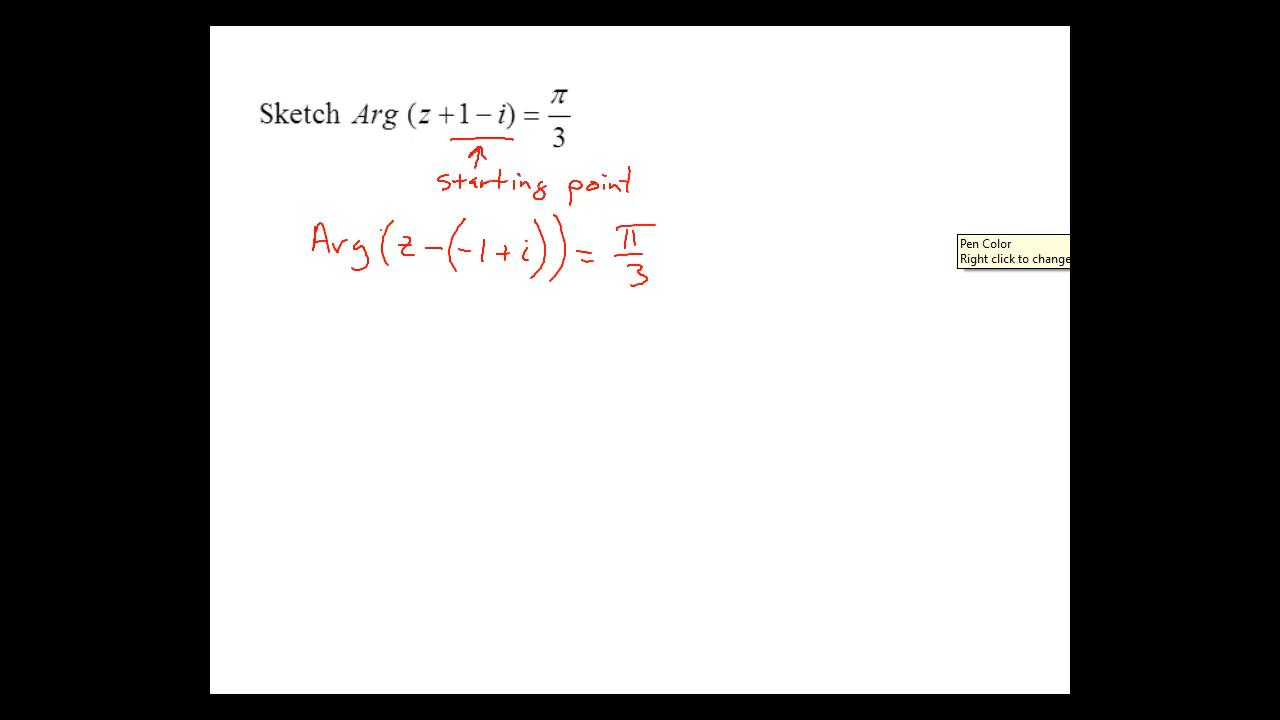 Sketch Arg (z + 1 − i) = π/3
starting point
Arg(z − (−1 + i)) = π/3
Pen Color
Right click to change